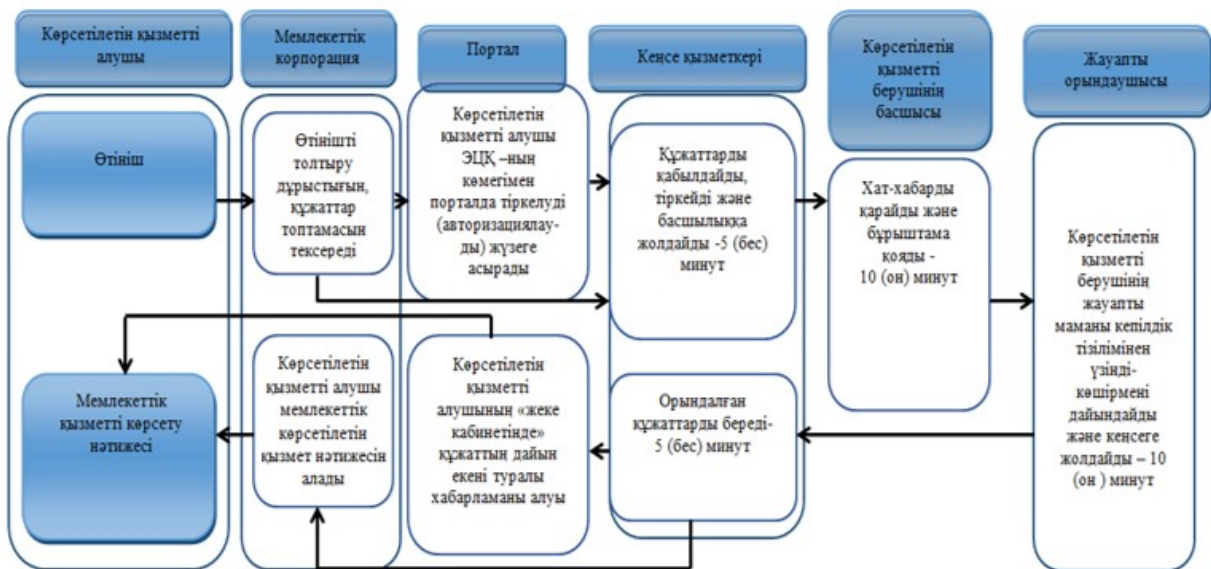 Көрсетілетін қызметті
алушы
Мемлекеттік
корпорация
Портал
Кеңсе қызметкері
Көрсетілетін
қызметті
берушінің
басшысы
Жауапты
орындаушысы
Өтініш
Өтінішті
толтыру
дұрыстығын,
құжаттар
топтамасын
тексереді
Көрсетілетін
қызметті алушы
ЭЦҚ –ның
көмегімен
порталда тіркелуді
(авторизациялау-
ды) жүзеге
асырады
Құжаттарды
қабылдайды,
тіркейді және
басшылыққа
жолдайды -5 (бес)
минут
Хат-хабарды
қарайды және
бұрыштама
қояды -
10 (он) минут
Көрсетілетін
қызметті
берушінің
жауапты
маманы кепілдік
тізілімінен
үзінді-
көшірмені
дайындайды
және кеңсеге
жолдайды – 10
(он ) минут
Мемлекеттік
қызметті көрсету
нәтижесі
Көрсетілетін
қызметті алушы
мемлекеттік
көрсетілетін
қызмет нәтижесін
алады
Көрсетілетін
қызметті
алушының «жеке
кабинетінде»
құжаттың дайын
екені туралы
хабарламаны алуы
Орындалған
құжаттарды береді-
5 (бес) минут